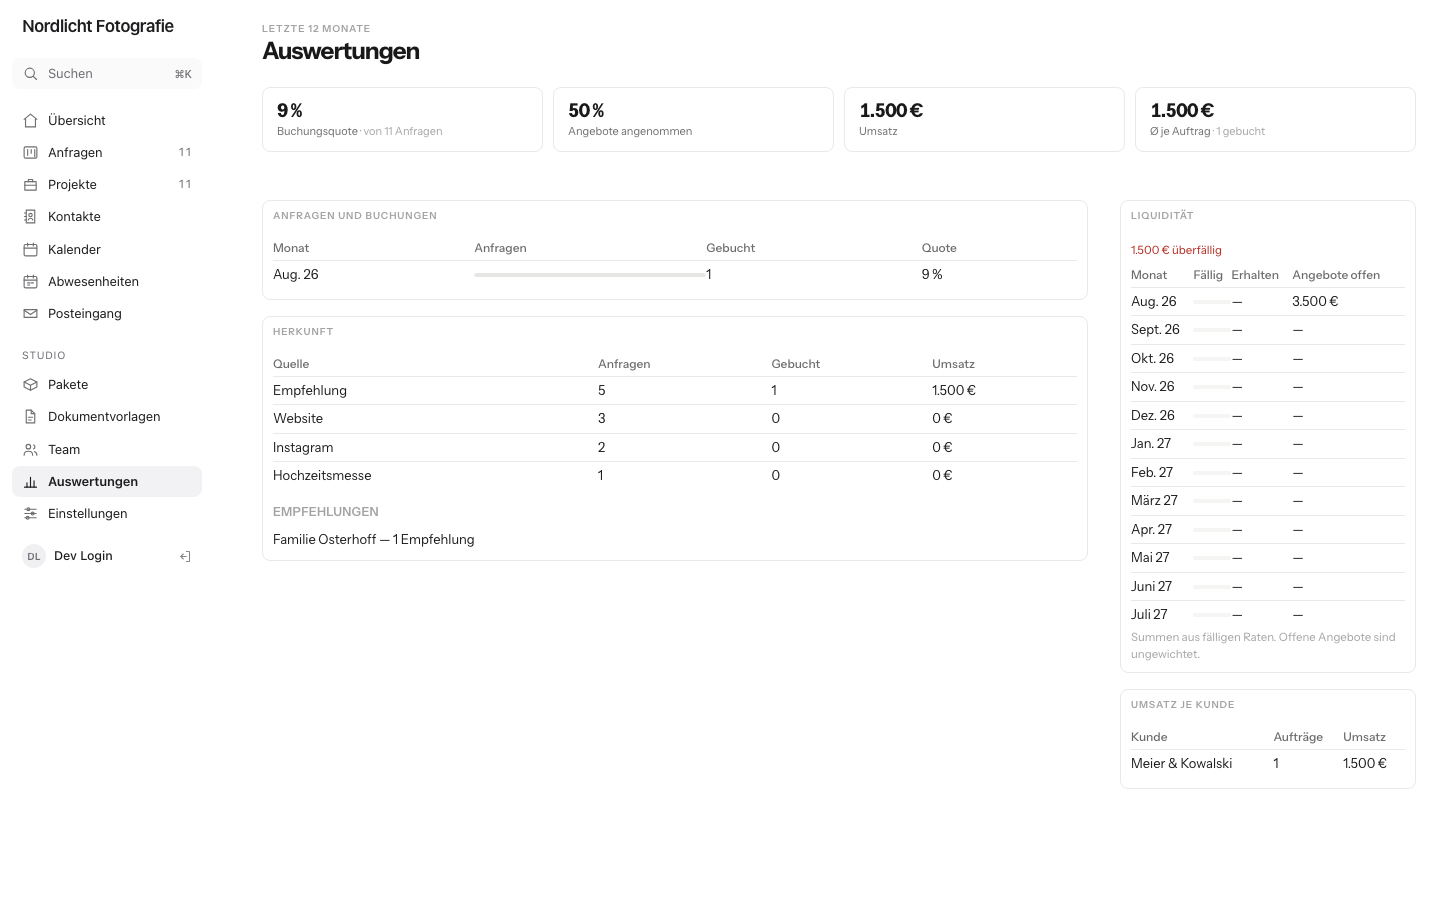 Nordlicht Fotografie
Suchen ⌘K
Übersicht
Anfragen 11
Projekte 11
Kontakte
Kalender
Abwesenheiten
Posteingang
STUDIO
Pakete
Dokumentvorlagen
Team
Auswertungen
Einstellungen
DL Dev Login
LETZTE 12 MONATE
Auswertungen
9 %
Buchungsquote · von 11 Anfragen
50 %
Angebote angenommen
1.500 €
Umsatz
1.500 €
Ø je Auftrag · 1 gebucht
ANFRAGEN UND BUCHUNGEN
Monat Anfragen Gebucht Quote
Aug. 26 1 9 %
HERKUNFT
Quelle Anfragen Gebucht Umsatz
Empfehlung 5 1 1.500 €
Website 3 0 0 €
Instagram 2 0 0 €
Hochzeitsmesse 1 0 0 €
EMPFEHLUNGEN
Familie Osterhoff — 1 Empfehlung
LIQUIDITÄT
1.500 € überfällig
Monat Fällig Erhalten Angebote offen
Aug. 26 — 3.500 €
Sept. 26 — —
Okt. 26 — —
Nov. 26 — —
Dez. 26 — —
Jan. 27 — —
Feb. 27 — —
März 27 — —
Apr. 27 — —
Mai 27 — —
Juni 27 — —
Juli 27 — —
Summen aus fälligen Raten. Offene Angebote sind
ungewichtet.
UMSATZ JE KUNDE
Kunde Aufträge Umsatz
Meier & Kowalski 1 1.500 €